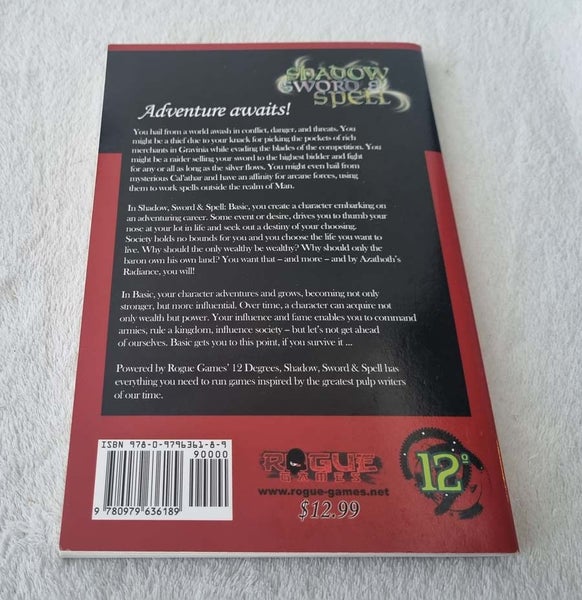 SHADOW
SWORD &
SPELL
Adventure awaits!
You hail from a world awash in conflict, danger, and threats. You
might be a thief due to your knack for picking the pockets of rich
merchants in Gravinia while evading the blades of the competition. You
might be a raider selling your sword to the highest bidder and fight
for any or all as long as the silver flows. You might even hail from
mysterious Cal'athar and have an affinity for arcane forces, using
them to work spells outside the realm of Man.
In Shadow, Sword & Spell: Basic, you create a character embarking on
an adventuring career. Some event or desire, drives you to thumb your
nose at your lot in life and seek out a destiny of your choosing.
Society holds no bounds for you and you choose the life you want to
live. Why should the only wealthy be wealthy? Why should only the
baron own his own land? You want that – and more – and by Azathoth's
Radiance, you will!
In Basic, your character adventures and grows, becoming not only
stronger, but more influential. Over time, a character can acquire not
only wealth but power. Your influence and fame enables you to command
armies, rule a kingdom, influence society – but let's not get ahead
of ourselves. Basic gets you to this point, if you survive it ...
Powered by Rogue Games' 12 Degrees, Shadow, Sword & Spell has
everything you need to run games inspired by the greatest pulp writers
of our time.
ISBN 978-0-9796361-8-9
90000
9 780979 636189
ROGUE
GAMES
www.rogue-games.net
$12.99
12°